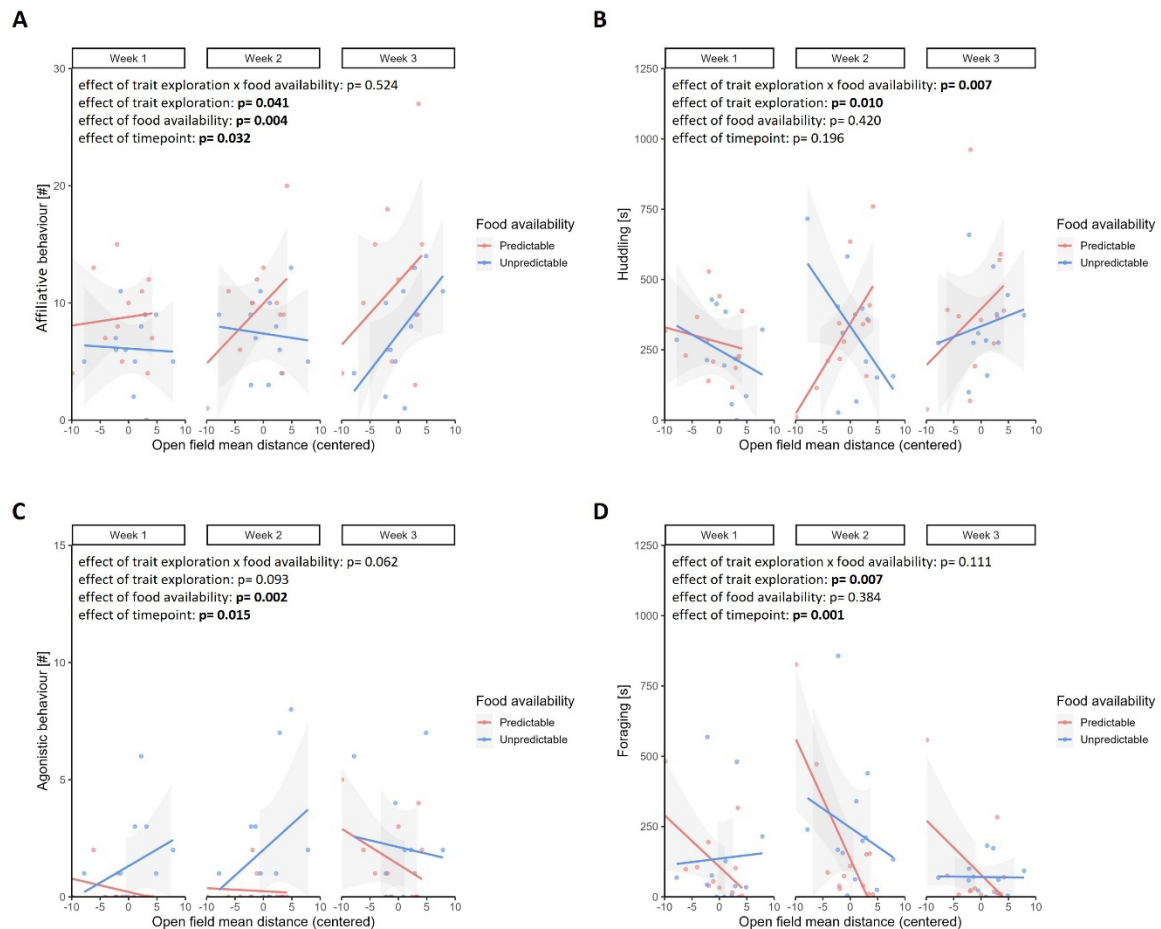 A
Week 1 Week 2 Week 3
30
effect of trait exploration x food availability: p= 0.524
effect of trait exploration: p= 0.041
effect of food availability: p= 0.004
effect of timepoint: p= 0.032
20
10
0
Affiliative behaviour [#]
-10 -5 0 5 10 -10 -5 0 5 10 -10 -5 0 5 10
Open field mean distance (centered)
Food availability
Predictable
Unpredictable
B
Week 1 Week 2 Week 3
1250
effect of trait exploration x food availability: p= 0.007
effect of trait exploration: p= 0.010
effect of food availability: p= 0.420
effect of timepoint: p= 0.196
1000
750
500
250
0
Huddling [s]
-10 -5 0 5 10 -10 -5 0 5 10 -10 -5 0 5 10
Open field mean distance (centered)
Food availability
Predictable
Unpredictable
C
Week 1 Week 2 Week 3
15
effect of trait exploration x food availability: p= 0.062
effect of trait exploration: p= 0.093
effect of food availability: p= 0.002
effect of timepoint: p= 0.015
10
5
0
Agonistic behaviour [#]
-10 -5 0 5 10 -10 -5 0 5 10 -10 -5 0 5 10
Open field mean distance (centered)
Food availability
Predictable
Unpredictable
D
Week 1 Week 2 Week 3
1250
effect of trait exploration x food availability: p= 0.111
effect of trait exploration: p= 0.007
effect of food availability: p= 0.384
effect of timepoint: p= 0.001
1000
750
500
250
0
Foraging [s]
-10 -5 0 5 10 -10 -5 0 5 10 -10 -5 0 5 10
Open field mean distance (centered)
Food availability
Predictable
Unpredictable